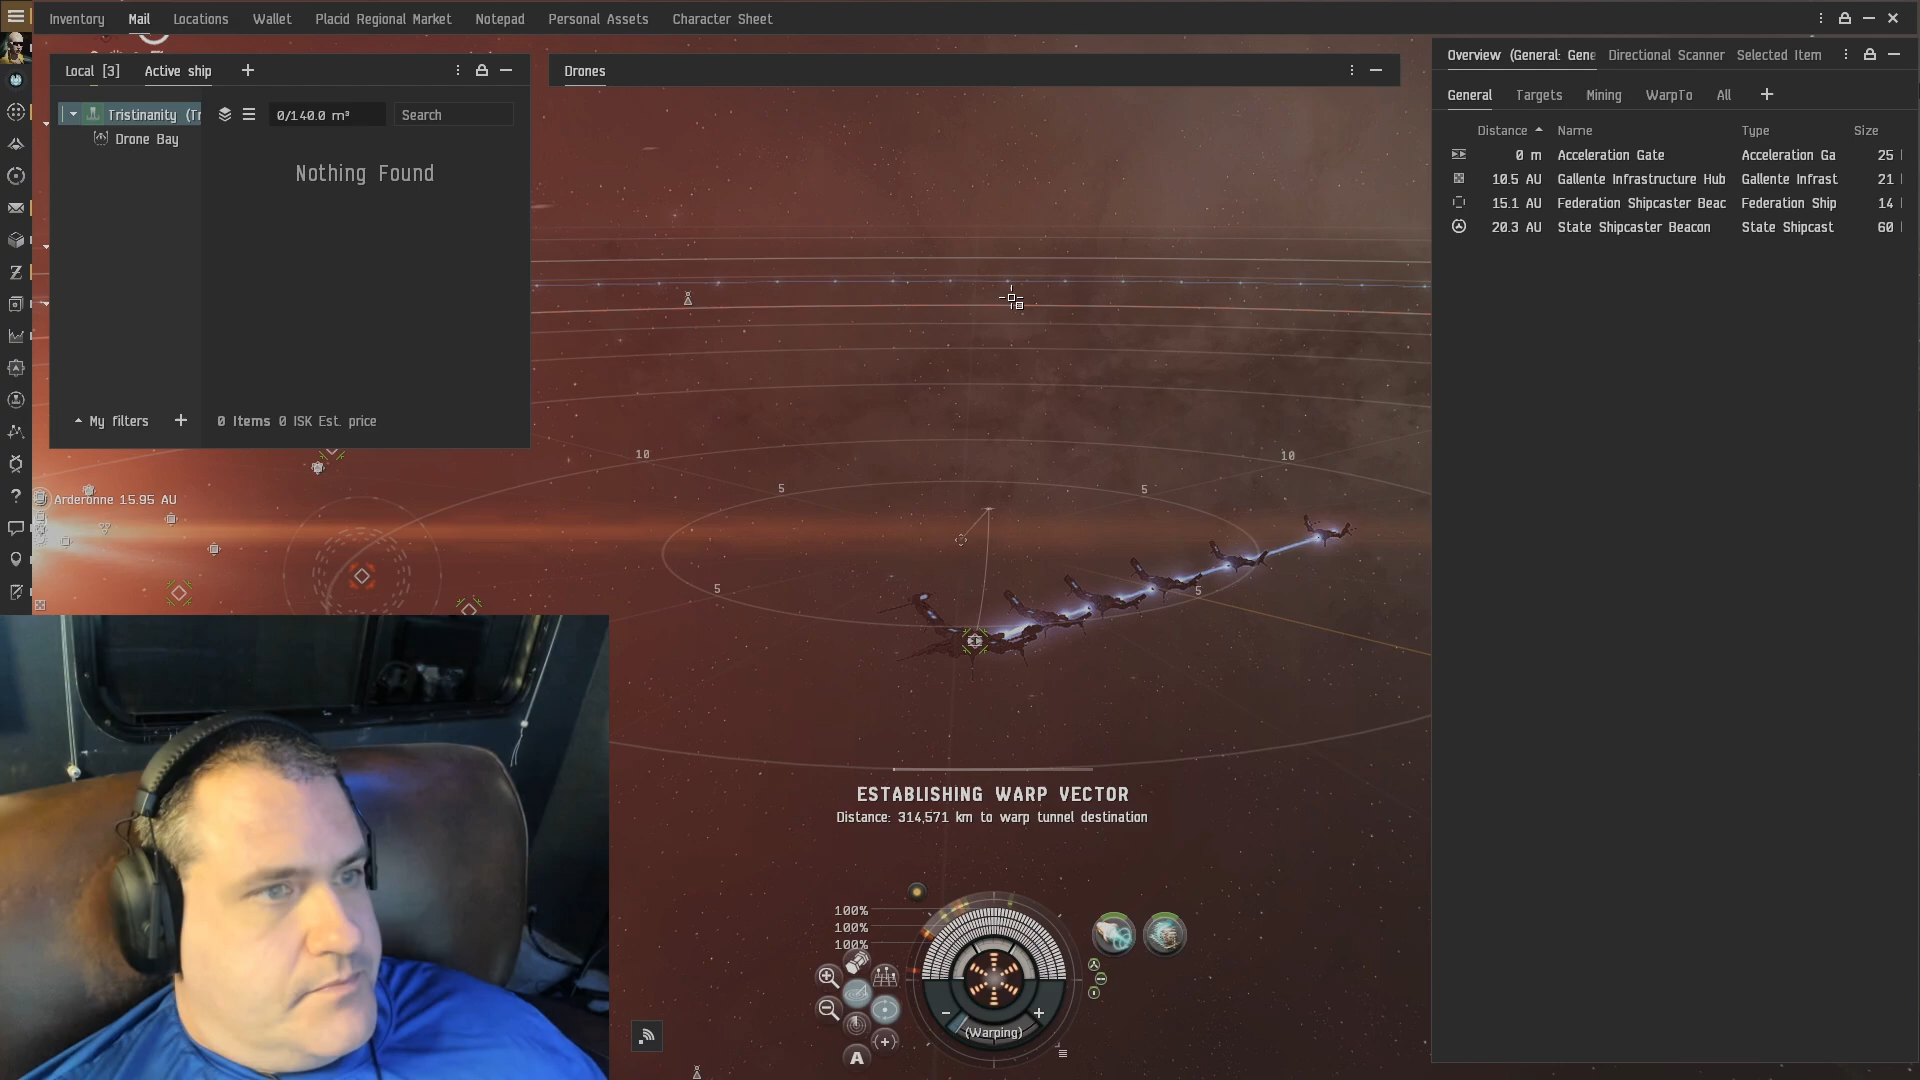 Inventory Mail Locations Wallet Placid Regional Market Notepad Personal Assets Character Sheet
Local [3] Active ship
Tristinanity (Tr
Drone Bay
0/140.0 m³
Search
Nothing Found
My filters
0 Items 0 ISK Est. price
Drones
Overview (General: Gene Directional Scanner Selected Item
General Targets Mining WarpTo All
Distance Name Type Size
0 m Acceleration Gate Acceleration Ga 25
10.5 AU Gallente Infrastructure Hub Gallente Infrast 21
15.1 AU Federation Shipcaster Beac Federation Ship 14
20.3 AU State Shipcaster Beacon State Shipcast 60
10 10
5 5
Arderonne 15.95 AU
5 5
ESTABLISHING WARP VECTOR
Distance: 314,571 km to warp tunnel destination
100%
100%
100%
(Warping)
A